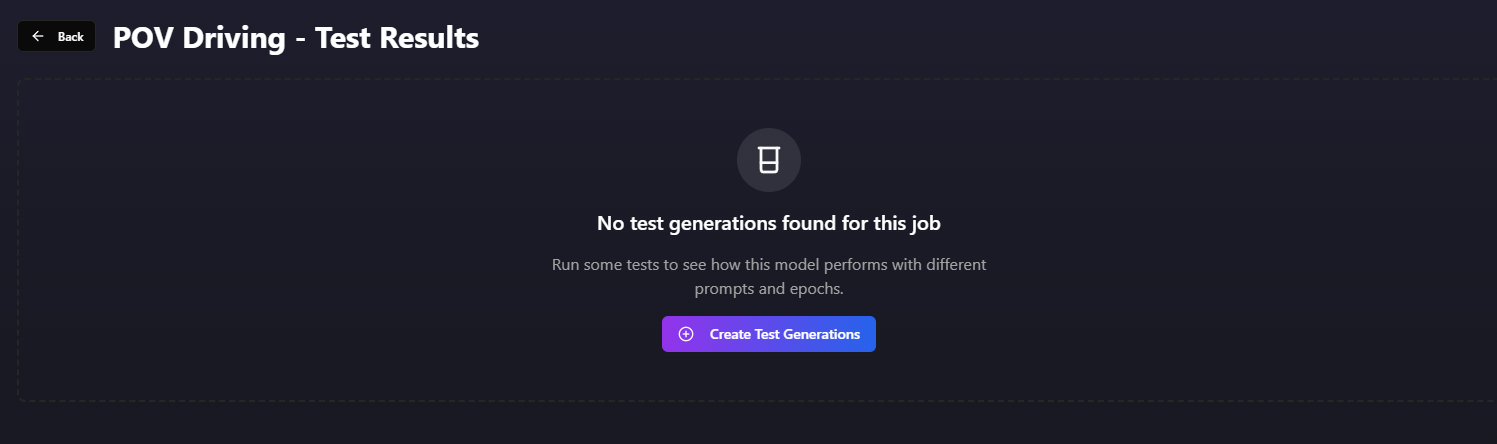 Back
POV Driving - Test Results
No test generations found for this job
Run some tests to see how this model performs with different
prompts and epochs.
Create Test Generations